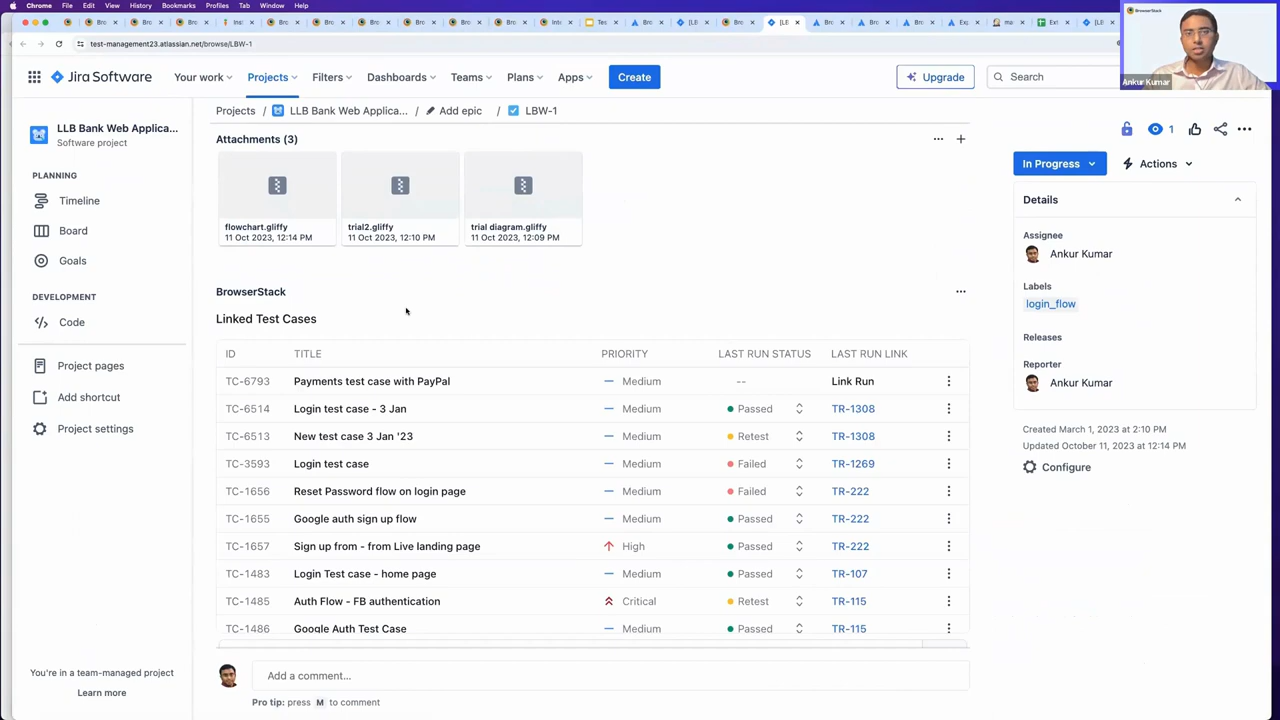 Chrome File Edit View History Bookmarks Profiles Tab Window Help
test-management23.atlassian.net/browse/LBW-1
BrowserStack
Ankur Kumar
Jira Software
Your work
Projects
Filters
Dashboards
Teams
Plans
Apps
Create
Upgrade
Search
LLB Bank Web Applica...
Software project
PLANNING
Timeline
Board
Goals
DEVELOPMENT
Code
Project pages
Add shortcut
Project settings
You're in a team-managed project
Learn more
Projects / LLB Bank Web Applica... / Add epic / LBW-1
Attachments (3)
flowchart.gliffy
11 Oct 2023, 12:14 PM
trial2.gliffy
11 Oct 2023, 12:10 PM
trial diagram.gliffy
11 Oct 2023, 12:09 PM
BrowserStack
Linked Test Cases
ID TITLE PRIORITY LAST RUN STATUS LAST RUN LINK
TC-6793 Payments test case with PayPal Medium -- Link Run
TC-6514 Login test case - 3 Jan Medium Passed TR-1308
TC-6513 New test case 3 Jan '23 Medium Retest TR-1308
TC-3593 Login test case Medium Failed TR-1269
TC-1656 Reset Password flow on login page Medium Failed TR-222
TC-1655 Google auth sign up flow Medium Passed TR-222
TC-1657 Sign up from - from Live landing page High Passed TR-222
TC-1483 Login Test case - home page Medium Passed TR-107
TC-1485 Auth Flow - FB authentication Critical Retest TR-115
TC-1486 Google Auth Test Case Medium Passed TR-115
Add a comment...
Pro tip: press M to comment
1
In Progress
Actions
Details
Assignee
Ankur Kumar
Labels
login_flow
Releases
Reporter
Ankur Kumar
Created March 1, 2023 at 2:10 PM
Updated October 11, 2023 at 12:14 PM
Configure